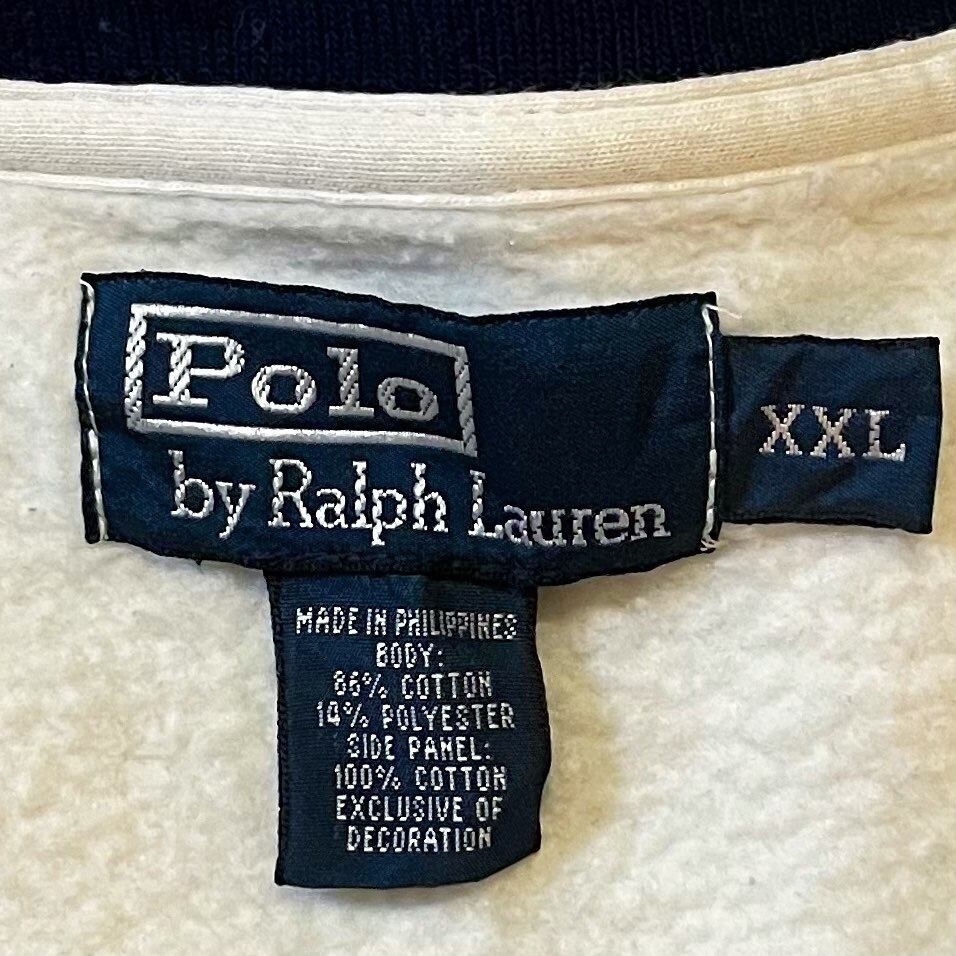 Polo
by Ralph Lauren
XXL
MADE IN PHILIPPINES
BODY:
86% COTTON
14% POLYESTER
SIDE PANEL:
100% COTTON
EXCLUSIVE OF
DECORATION